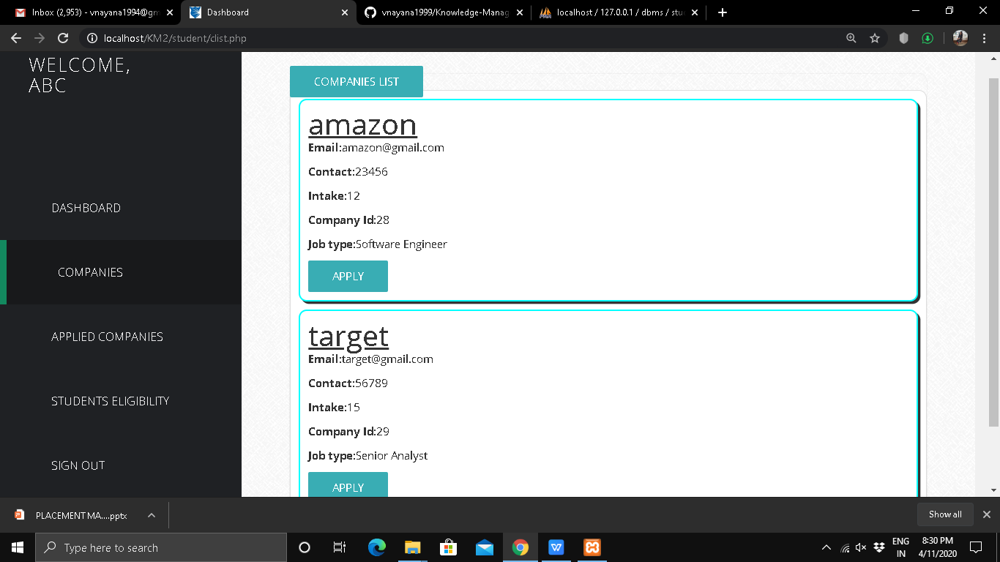 Inbox (2,953) - vnayana1994@gm
Dashboard
vnayana1999/Knowledge-Manag
localhost / 127.0.0.1 / dbms / stu
localhost/KM2/student/clist.php
WELCOME,
ABC
DASHBOARD
COMPANIES
APPLIED COMPANIES
STUDENTS ELIGIBILITY
SIGN OUT
COMPANIES LIST
amazon
Email:amazon@gmail.com
Contact:23456
Intake:12
Company Id:28
Job type:Software Engineer
APPLY
target
Email:target@gmail.com
Contact:56789
Intake:15
Company Id:29
Job type:Senior Analyst
APPLY
PLACEMENT MA....pptx
Show all
Type here to search
ENG
IN
8:30 PM
4/11/2020